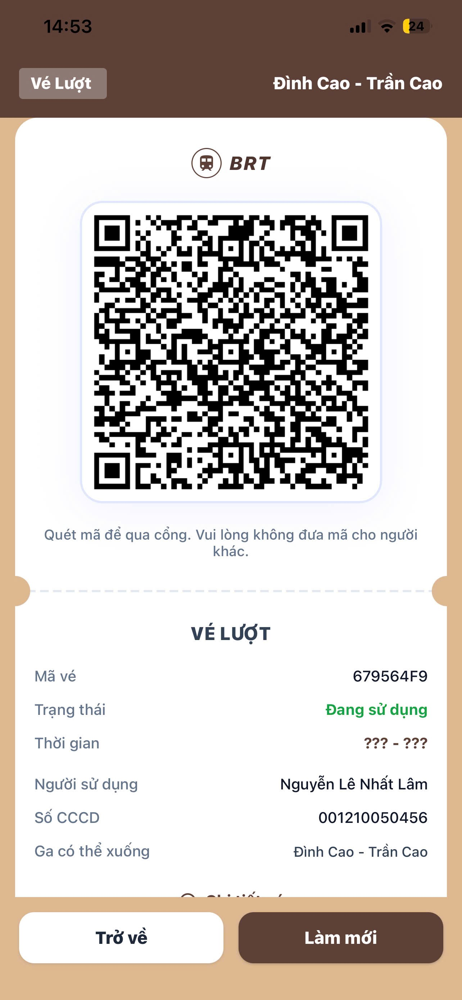 14:53
24
Vé Lượt
Đình Cao - Trần Cao
BRT
Quét mã để qua cổng. Vui lòng không đưa mã cho người
khác.
VÉ LƯỢT
Mã vé 679564F9
Trạng thái Đang sử dụng
Thời gian ??? - ???
Người sử dụng Nguyễn Lê Nhất Lâm
Số CCCD 001210050456
Ga có thể xuống Đình Cao - Trần Cao
Trở về
Làm mới